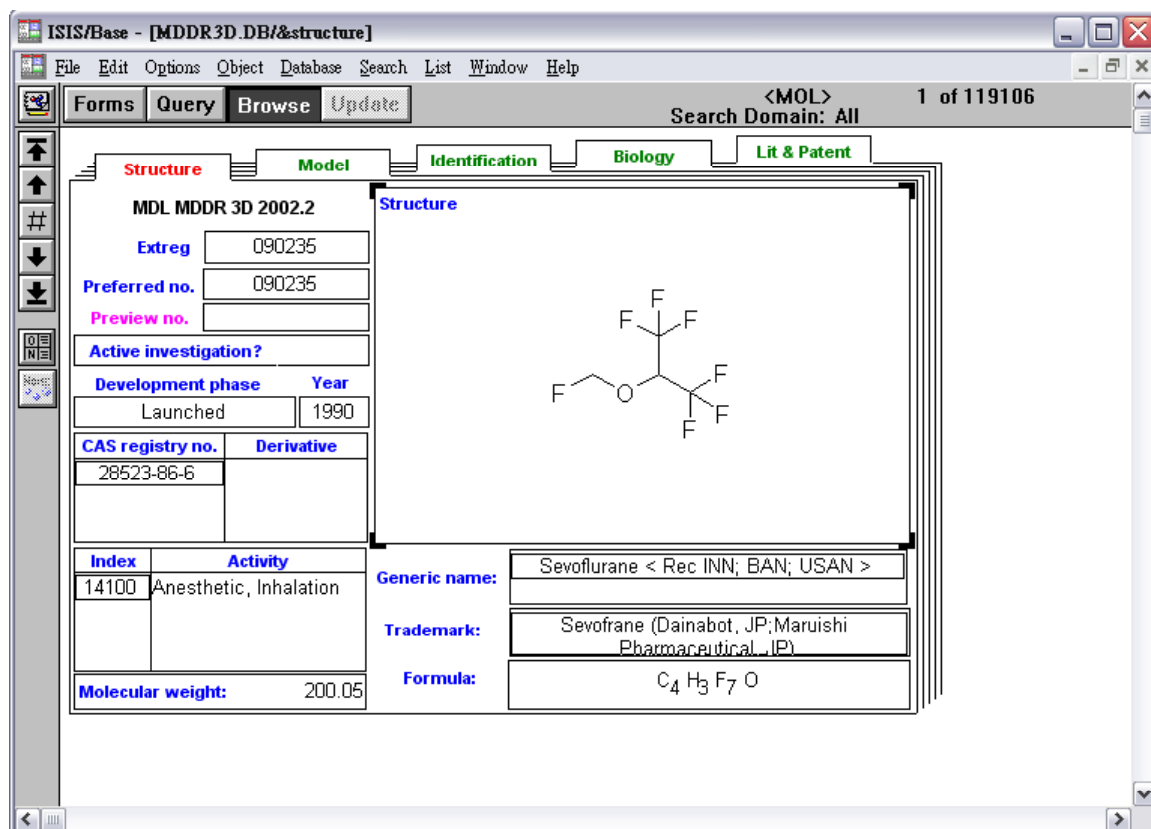 ISIS/Base - [MDDR3D.DB/&structure]
File Edit Options Object Database Search List Window Help
Forms Query Browse Update
<MOL> 1 of 119106
Search Domain: All
Structure Model Identification Biology Lit & Patent
MDL MDDR 3D 2002.2
Extreg 090235
Preferred no. 090235
Preview no.
Active investigation?
Development phase Year
Launched 1990
CAS registry no. Derivative
28523-86-6
Index Activity
14100 Anesthetic, Inhalation
Molecular weight: 200.05
Structure
F
F F
F
F O
F
F
Generic name: Sevoflurane < Rec INN; BAN; USAN >
Trademark: Sevofrane (Dainabot, JP;Maruishi
Pharmaceutical, JP)
Formula: C4 H3 F7 O